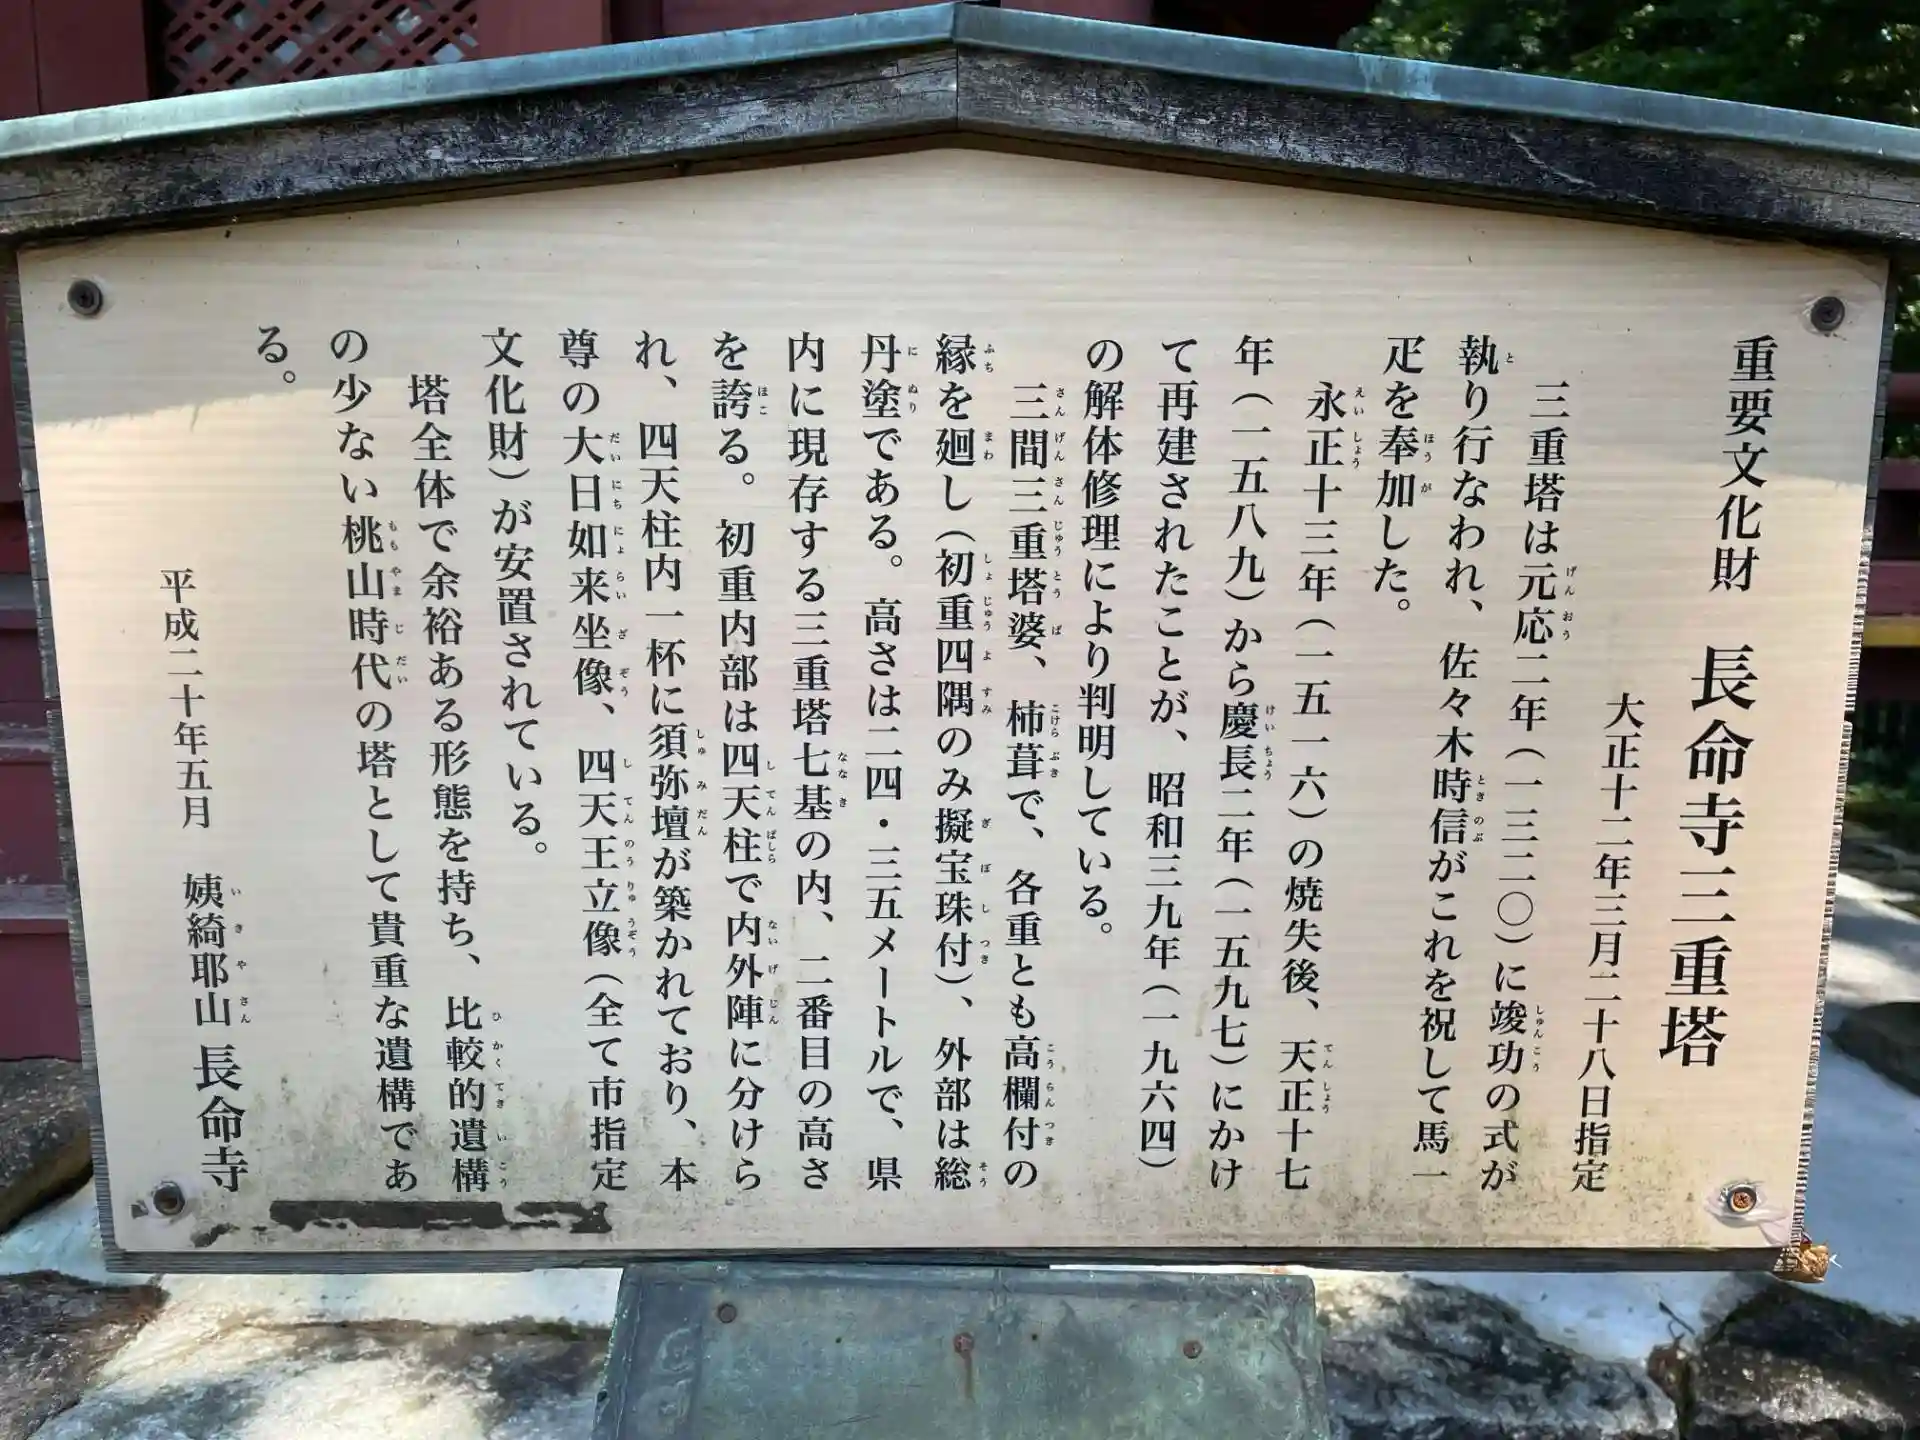 重要文化財 長命寺三重塔
大正十二年三月二十八日指定
三重塔は元応二年（一三二〇）に竣功の式が
執り行なわれ、佐々木時信がこれを祝して馬一
疋を奉加した。
永正十三年（一五一六）の焼失後、天正十七
年（一五八九）から慶長二年（一五九七）にかけ
て再建されたことが、昭和三九年（一九六四）
の解体修理により判明している。
三間三重塔婆、杮葺で、各重とも高欄付の
縁を廻し（初重四隅のみ擬宝珠付）、外部は総
丹塗である。高さは二四・三五メートルで、県
内に現存する三重塔七基の内、二番目の高さ
を誇る。初重内部は四天柱で内外陣に分けら
れ、四天柱内一杯に須弥壇が築かれており、本
尊の大日如来坐像、四天王立像（全て市指定
文化財）が安置されている。
塔全体で余裕ある形態を持ち、比較的遺構
の少ない桃山時代の塔として貴重な遺構であ
る。
平成二十年五月 姨綺耶山 長命寺